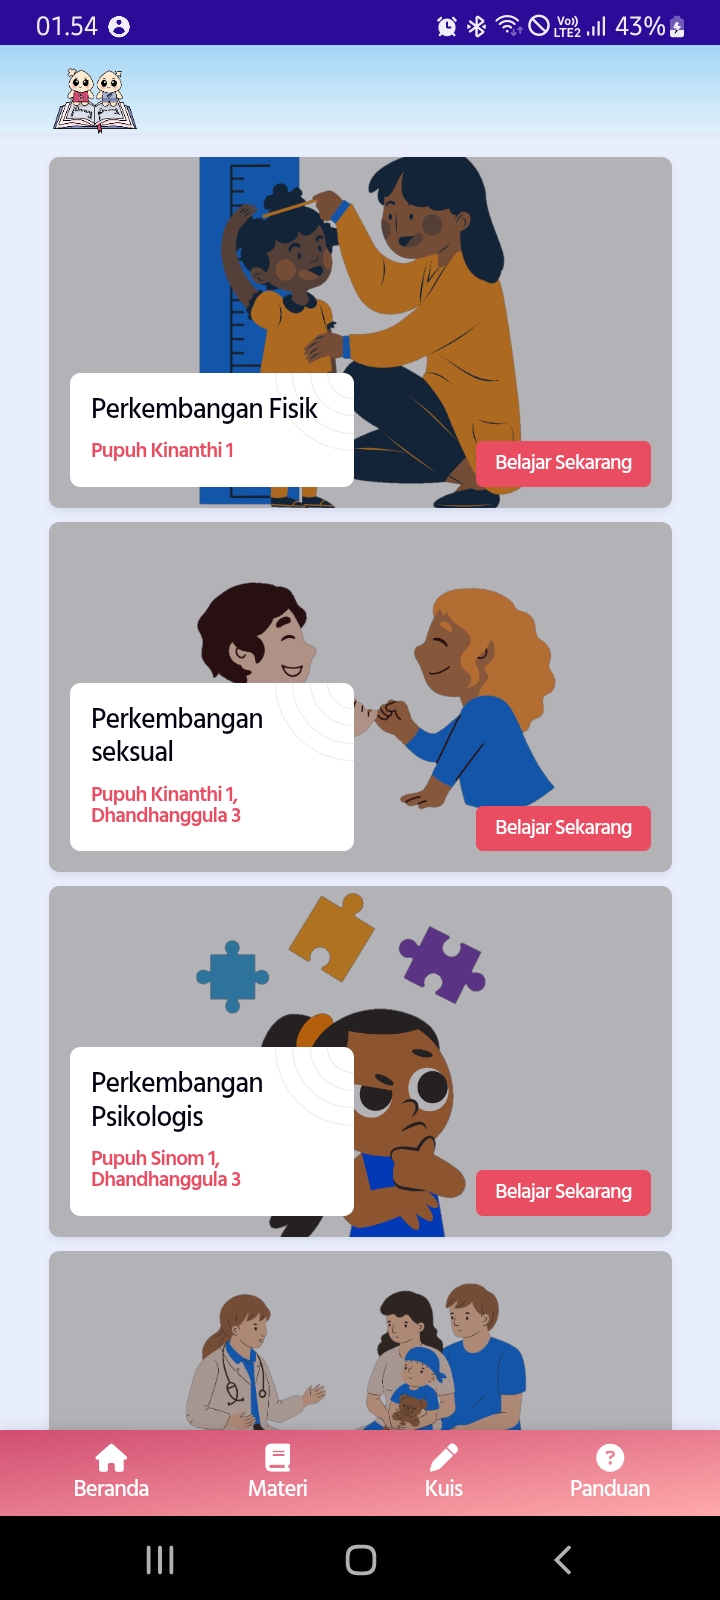 01.54
Vo))
LTE2
43%
Perkembangan Fisik
Pupuh Kinanthi 1
Belajar Sekarang
Perkembangan
seksual
Pupuh Kinanthi 1,
Dhandhanggula 3
Belajar Sekarang
Perkembangan
Psikologis
Pupuh Sinom 1,
Dhandhanggula 3
Belajar Sekarang
Beranda
Materi
Kuis
Panduan